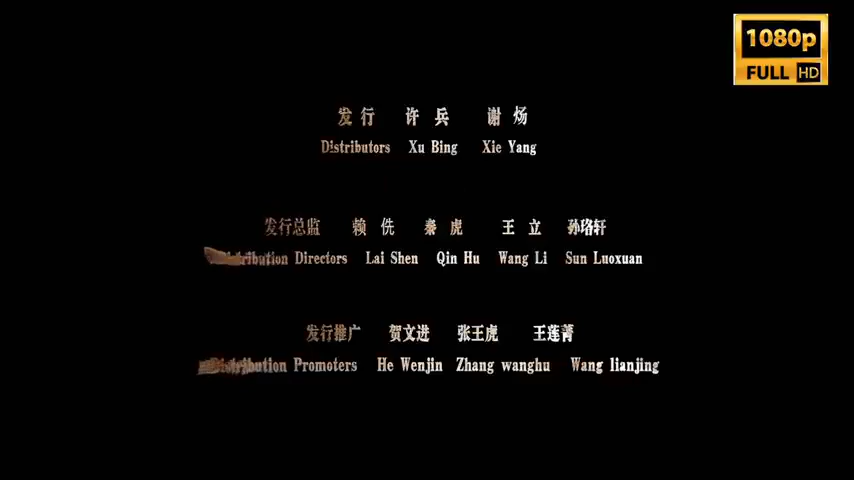 1080p
FULL HD
发行 许兵 谢炀
Distributors Xu Bing Xie Yang
发行总监 赖侁 秦虎 王立 孙珞轩
Distribution Directors Lai Shen Qin Hu Wang Li Sun Luoxuan
发行推广 贺文进 张王虎 王莲菁
Distribution Promoters He Wenjin Zhang wanghu Wang lianjing